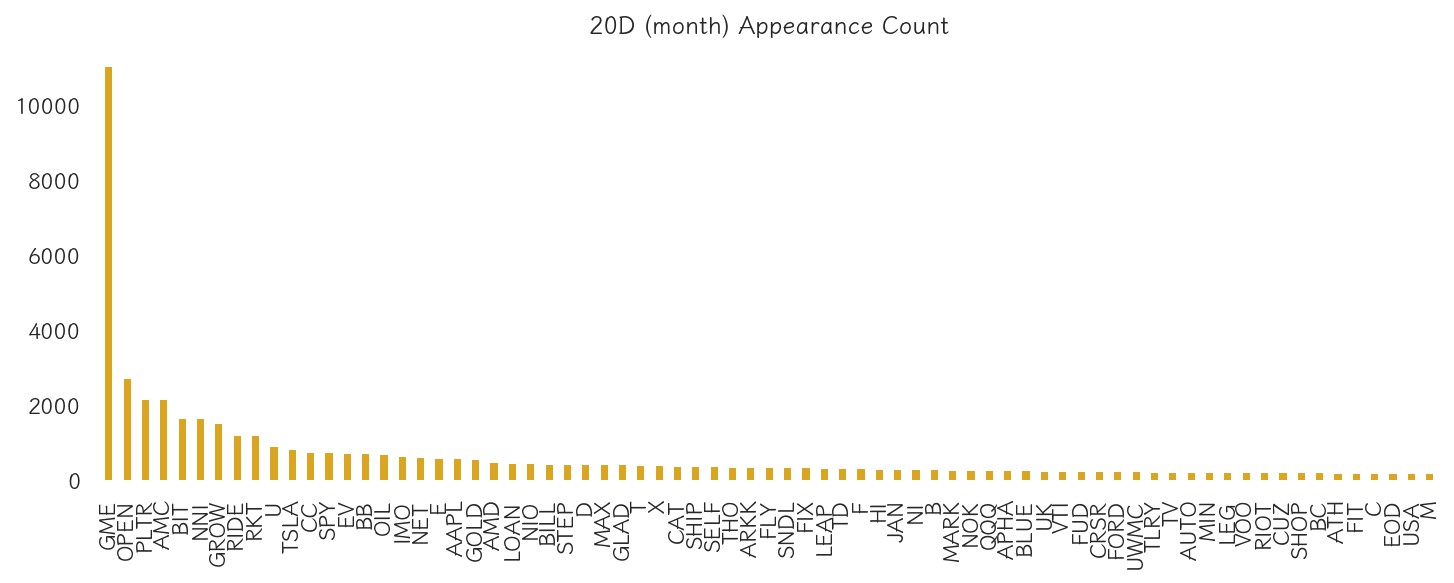 20D (month) Appearance Count
10000
8000
6000
4000
2000
0
GME
OPEN
PLTR
AMC
BIT
NNI
GROW
RIDE
RKT
U
TSLA
CC
SPY
EV
BB
OIL
IMO
NET
E
AAPL
GOLD
AMD
LOAN
NIO
BILL
STEP
D
MAX
GLAD
T
X
CAT
SHIP
SELF
THO
ARKK
FLY
SNDL
FIX
LEAP
TD
F
HI
JAN
NI
B
MARK
NOK
QQQ
APHA
BLUE
UK
VTI
FUD
CRSR
FORD
UWMC
TLRY
TV
AUTO
MIN
LEG
VOO
RIOT
CUZ
SHOP
BC
ATH
FIT
C
EOD
USA
M